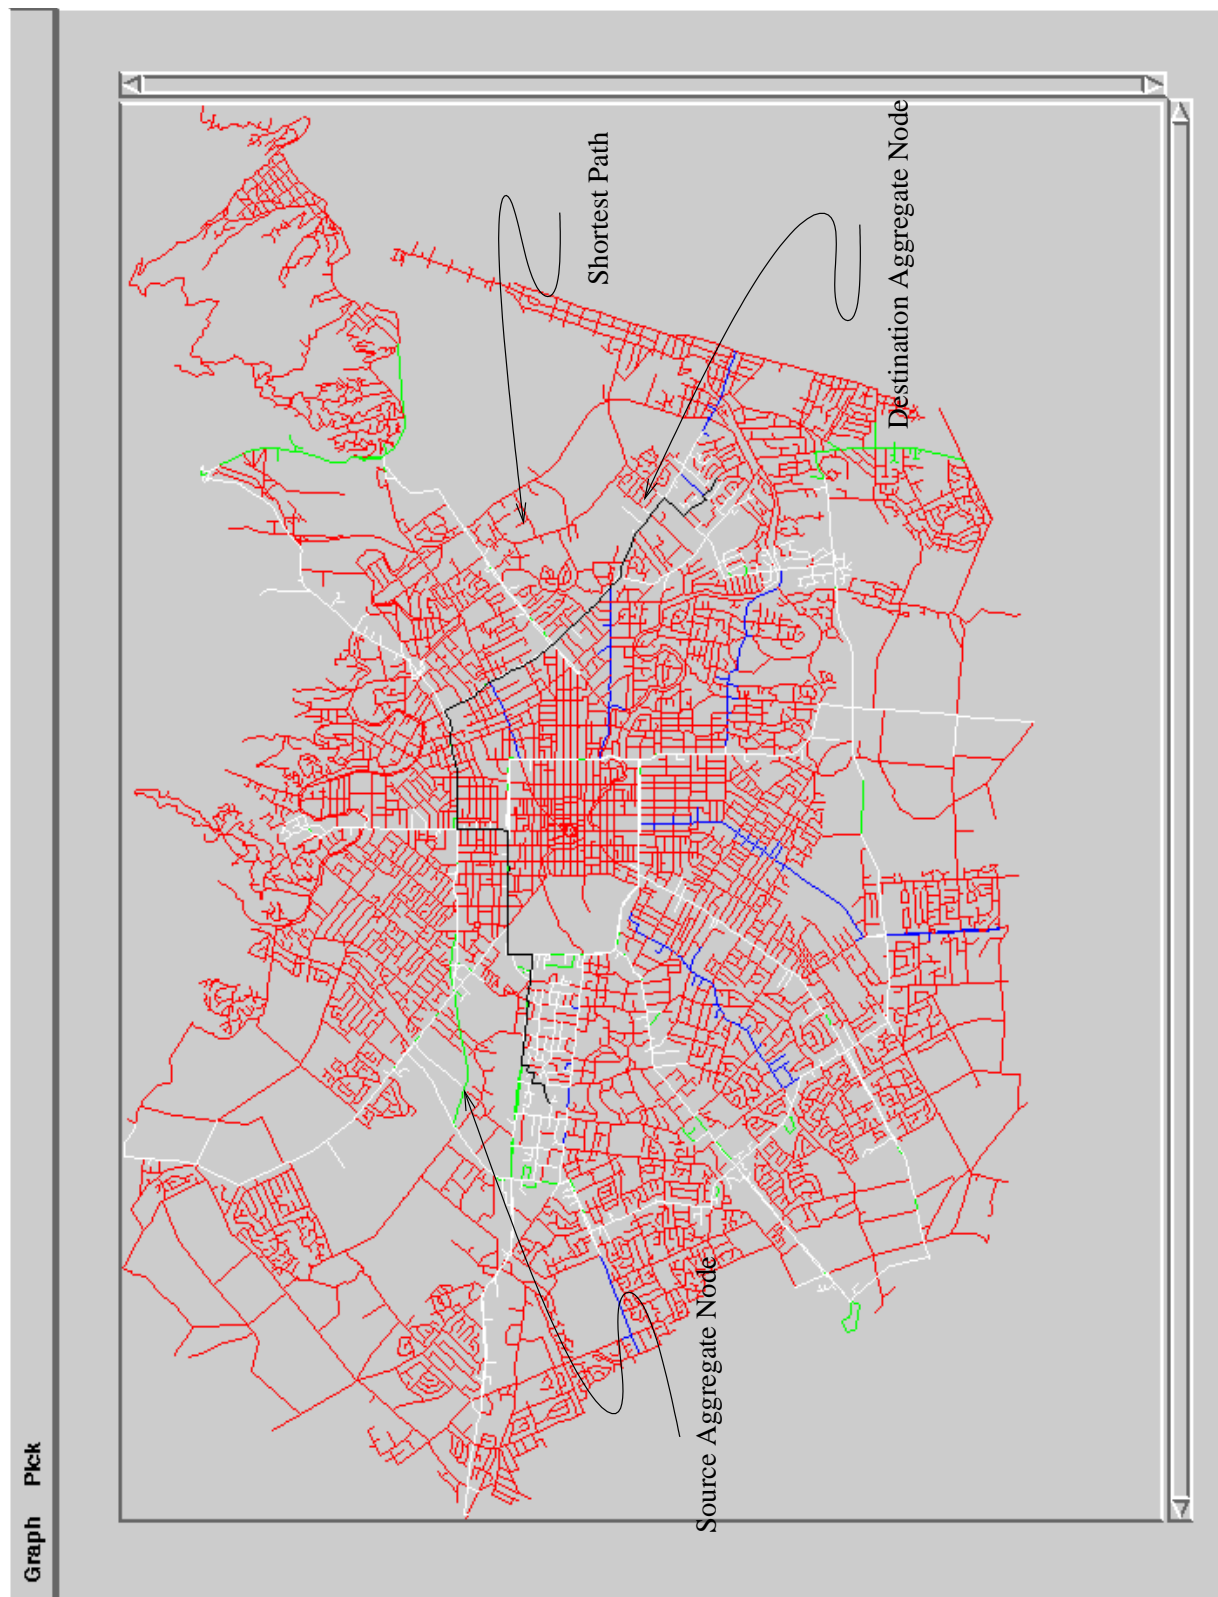 Graph Pick
Shortest Path
Destination Aggregate Node
Source Aggregate Node